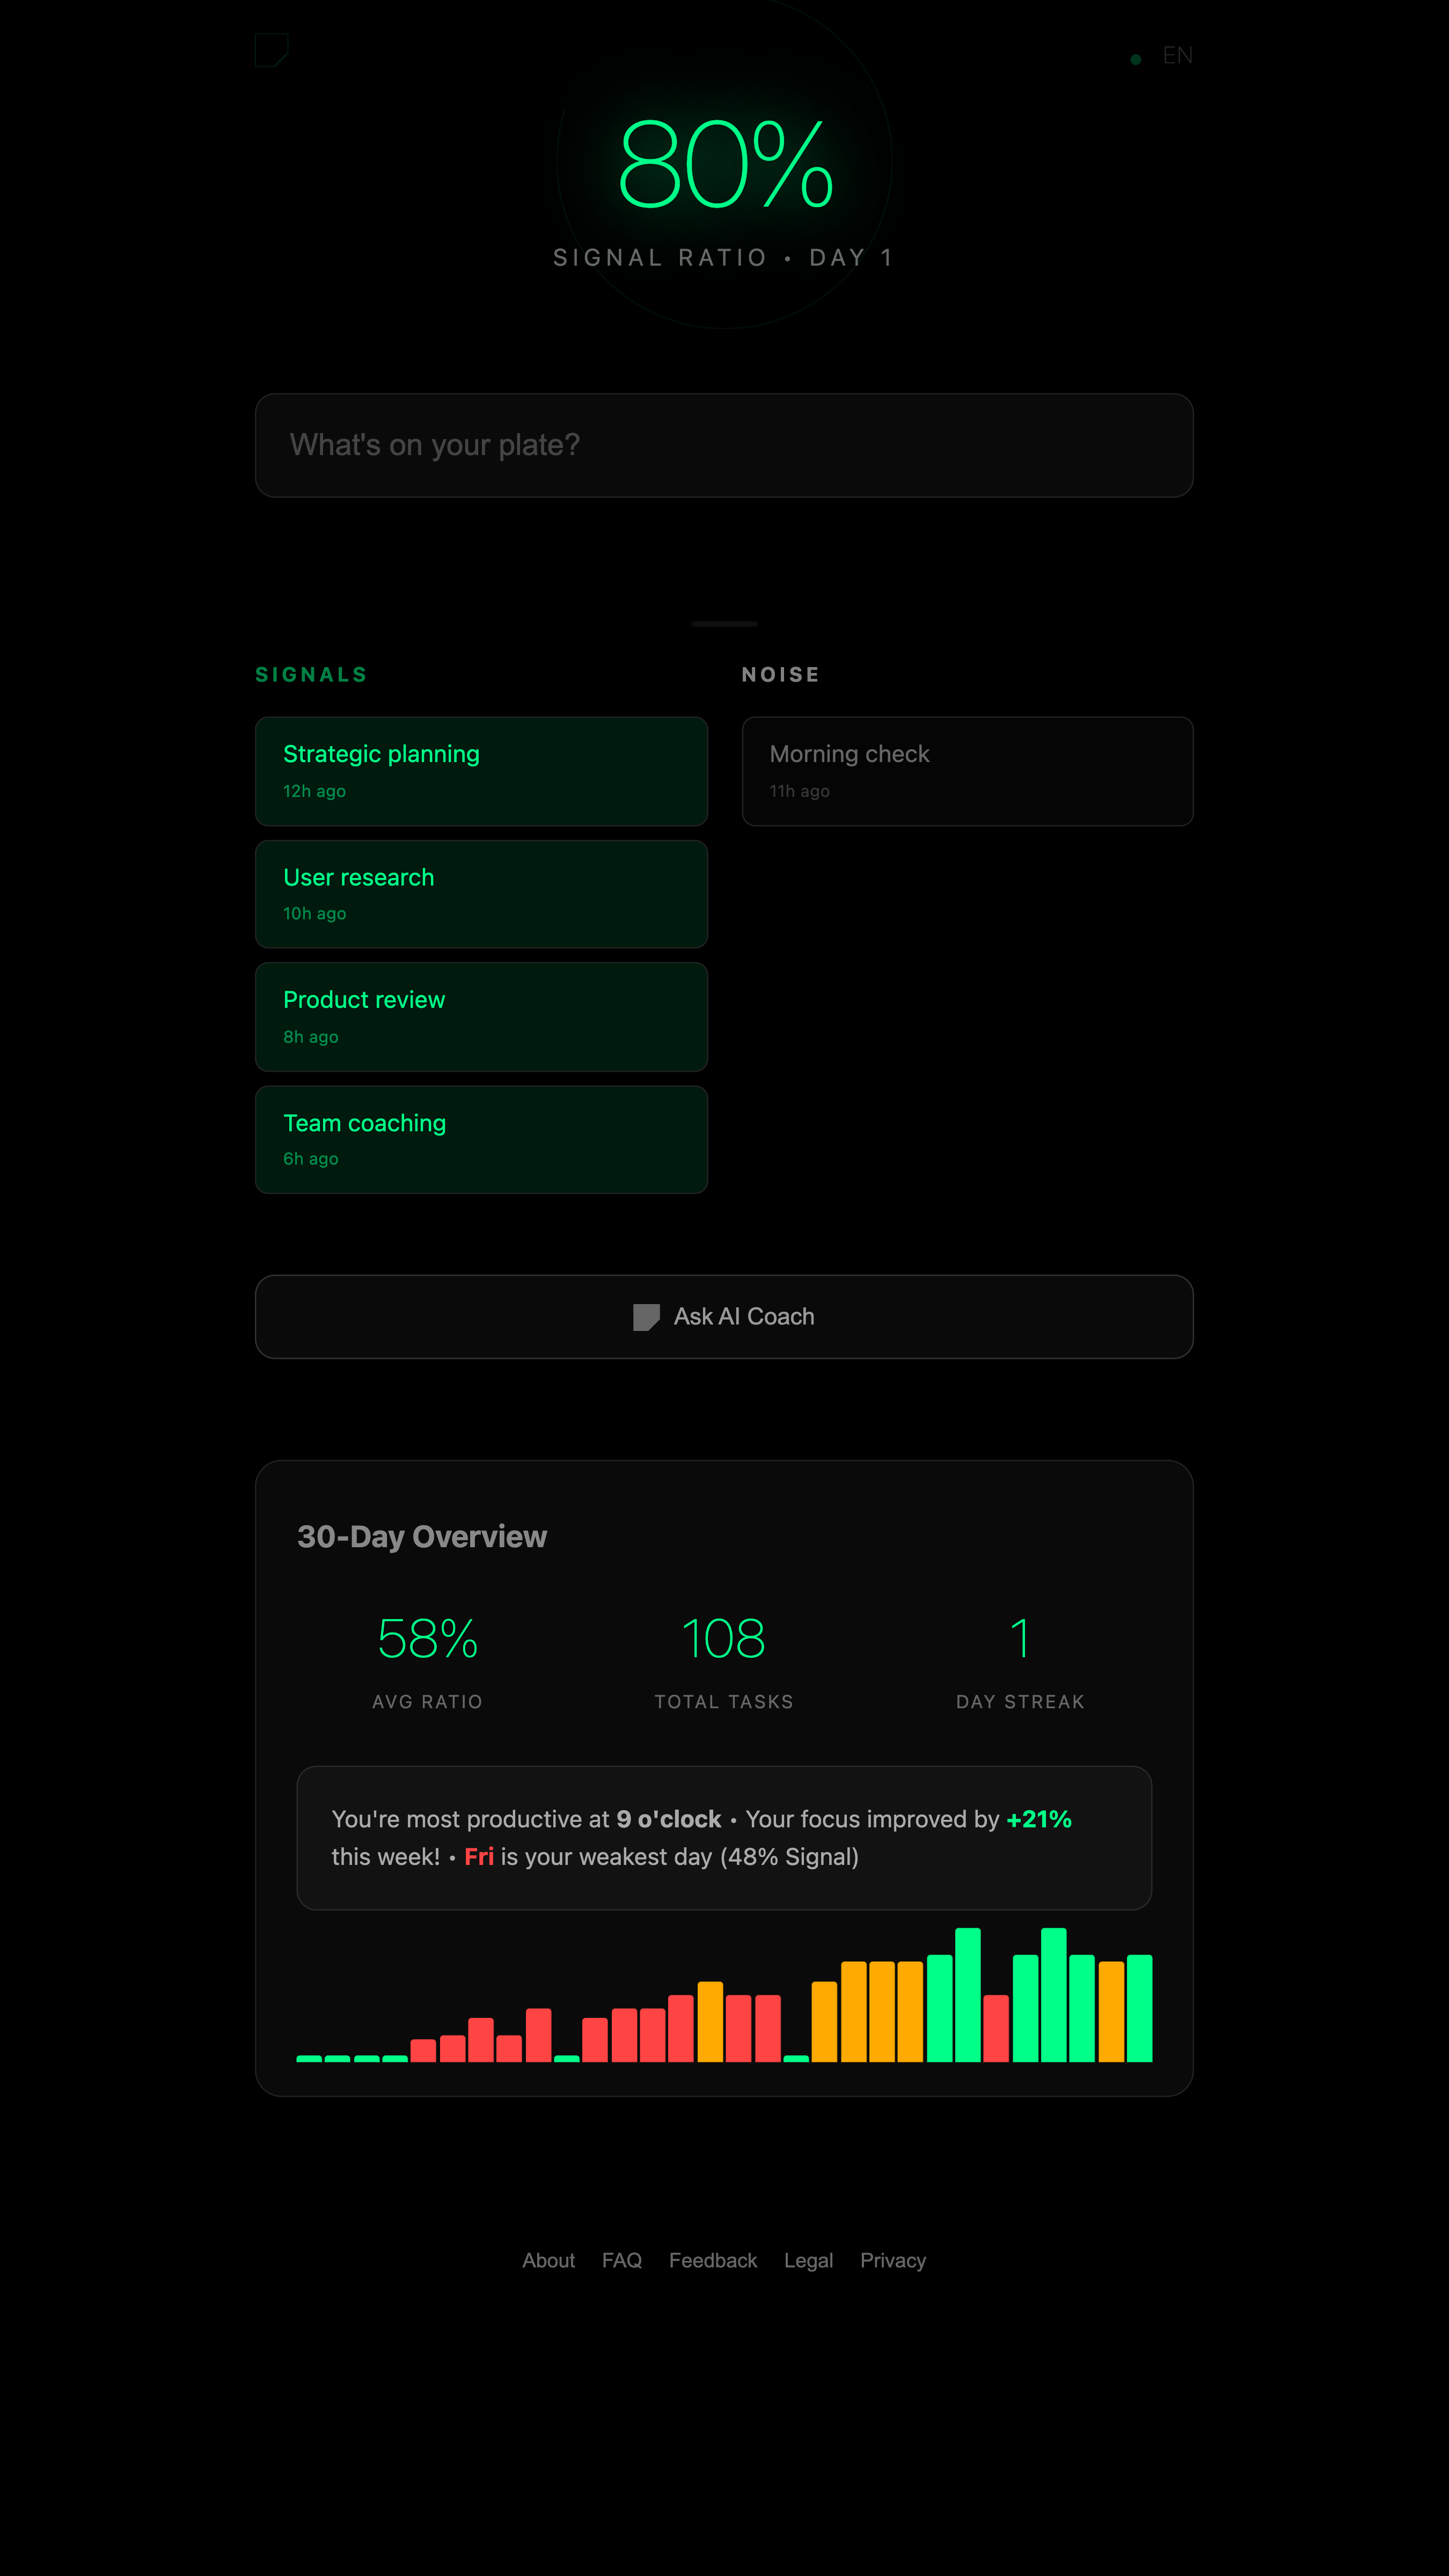 EN
80%
SIGNAL RATIO • DAY 1
What's on your plate?
SIGNALS
Strategic planning
12h ago
User research
10h ago
Product review
8h ago
Team coaching
6h ago
NOISE
Morning check
11h ago
Ask AI Coach
30-Day Overview
58%
AVG RATIO
108
TOTAL TASKS
1
DAY STREAK
You're most productive at 9 o'clock • Your focus improved by +21%
this week! • Fri is your weakest day (48% Signal)
About FAQ Feedback Legal Privacy